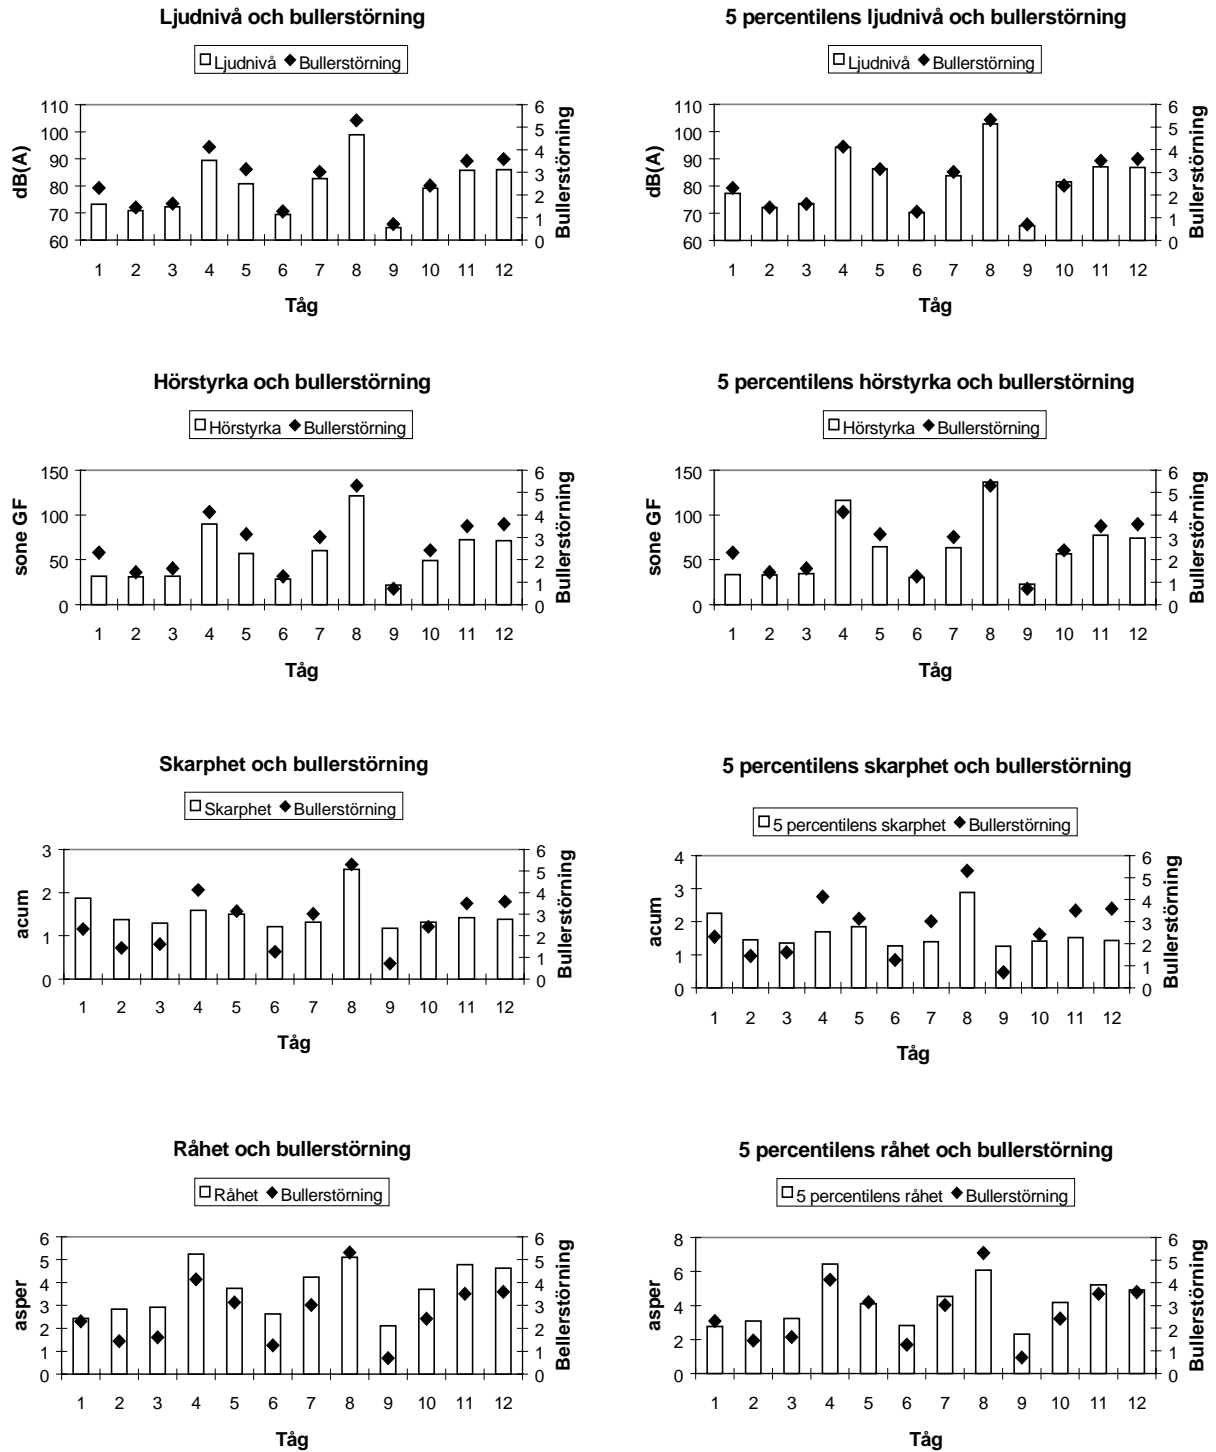 Ljudnivå och bullerstörning
Ljudnivå Bullerstörning
110
100
90
80
70
60
dB(A)
6
5
4
3
2
1
0
Bullerstörning
1 2 3 4 5 6 7 8 9 10 11 12
Tåg
5 percentilens ljudnivå och bullerstörning
Ljudnivå Bullerstörning
110
100
90
80
70
60
dB(A)
6
5
4
3
2
1
0
Bullerstörning
1 2 3 4 5 6 7 8 9 10 11 12
Tåg
Hörstyrka och bullerstörning
Hörstyrka Bullerstörning
150
100
50
0
sone GF
6
5
4
3
2
1
0
Bullerstörning
1 2 3 4 5 6 7 8 9 10 11 12
Tåg
5 percentilens hörstyrka och bullerstörning
Hörstyrka Bullerstörning
150
100
50
0
sone GF
6
5
4
3
2
1
0
Bullerstörning
1 2 3 4 5 6 7 8 9 10 11 12
Tåg
Skarphet och bullerstörning
Skarphet Bullerstörning
3
2
1
0
acum
6
5
4
3
2
1
0
Bullerstörning
1 2 3 4 5 6 7 8 9 10 11 12
Tåg
5 percentilens skarphet och bullerstörning
5 percentilens skarphet Bullerstörning
4
3
2
1
0
acum
6
5
4
3
2
1
0
Bullerstörning
1 2 3 4 5 6 7 8 9 10 11 12
Tåg
Råhet och bullerstörning
Råhet Bullerstörning
6
5
4
3
2
1
0
asper
6
5
4
3
2
1
0
Bellerstörning
1 2 3 4 5 6 7 8 9 10 11 12
Tåg
5 percentilens råhet och bullerstörning
5 percentilens råhet Bullerstörning
8
6
4
2
0
asper
6
5
4
3
2
1
0
Bullerstörning
1 2 3 4 5 6 7 8 9 10 11 12
Tåg